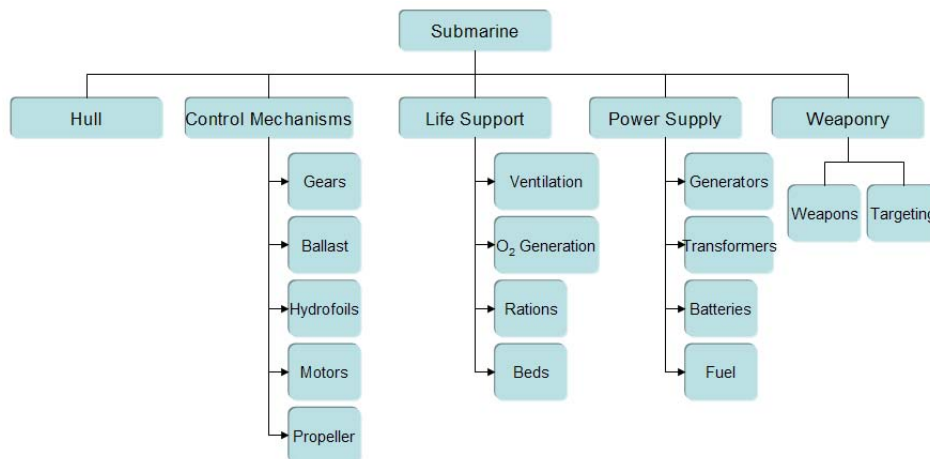 Submarine
Hull
Control Mechanisms
Life Support
Power Supply
Weaponry
Gears
Ventilation
Generators
Weapons
Targeting
Ballast
O₂ Generation
Transformers
Hydrofoils
Rations
Batteries
Motors
Beds
Fuel
Propeller